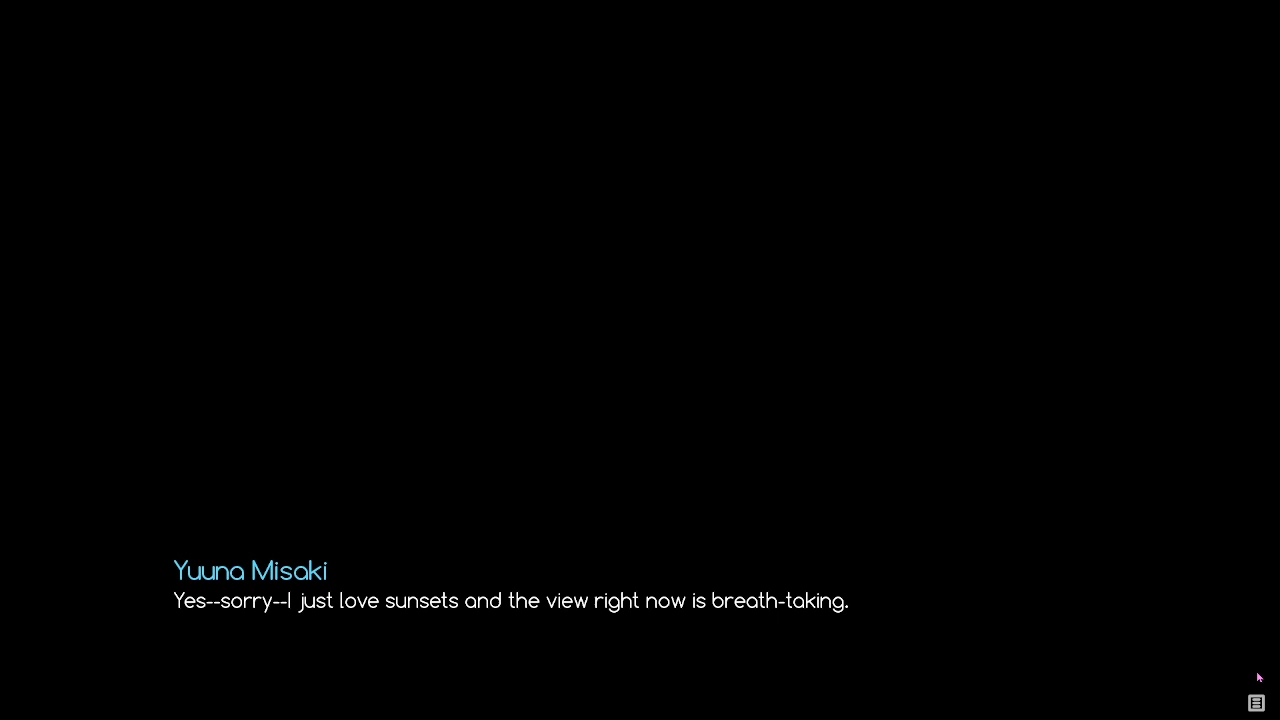 Yuuna Misaki
Yes--sorry--I just love sunsets and the view right now is breath-taking.